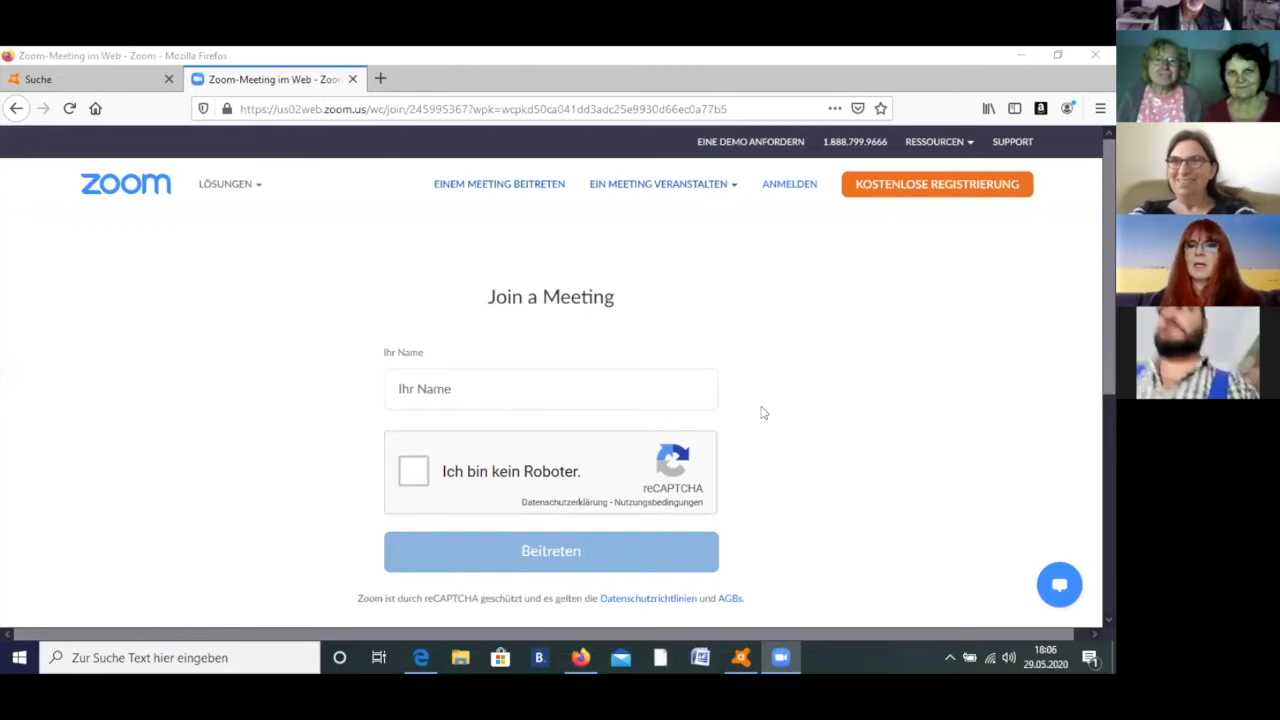 Zoom-Meeting im Web - Zoom - Mozilla Firefox
Suche
Zoom-Meeting im Web - Zoo
https://us02web.zoom.us/wc/join/245995367?wpk=wcpkd50ca041dd3adc25e9930d66ec0a77b5
EINE DEMO ANFORDERN 1.888.799.9666 RESSOURCEN SUPPORT
zoom LÖSUNGEN EINEM MEETING BEITRETEN EIN MEETING VERANSTALTEN ANMELDEN KOSTENLOSE REGISTRIERUNG
Join a Meeting
Ihr Name
Ihr Name
Ich bin kein Roboter.
reCAPTCHA
Datenschutzerklärung - Nutzungsbedingungen
Beitreten
Zoom ist durch reCAPTCHA geschützt und es gelten die Datenschutzrichtlinien und AGBs.
Zur Suche Text hier eingeben
B.
18:06
29.05.2020
1